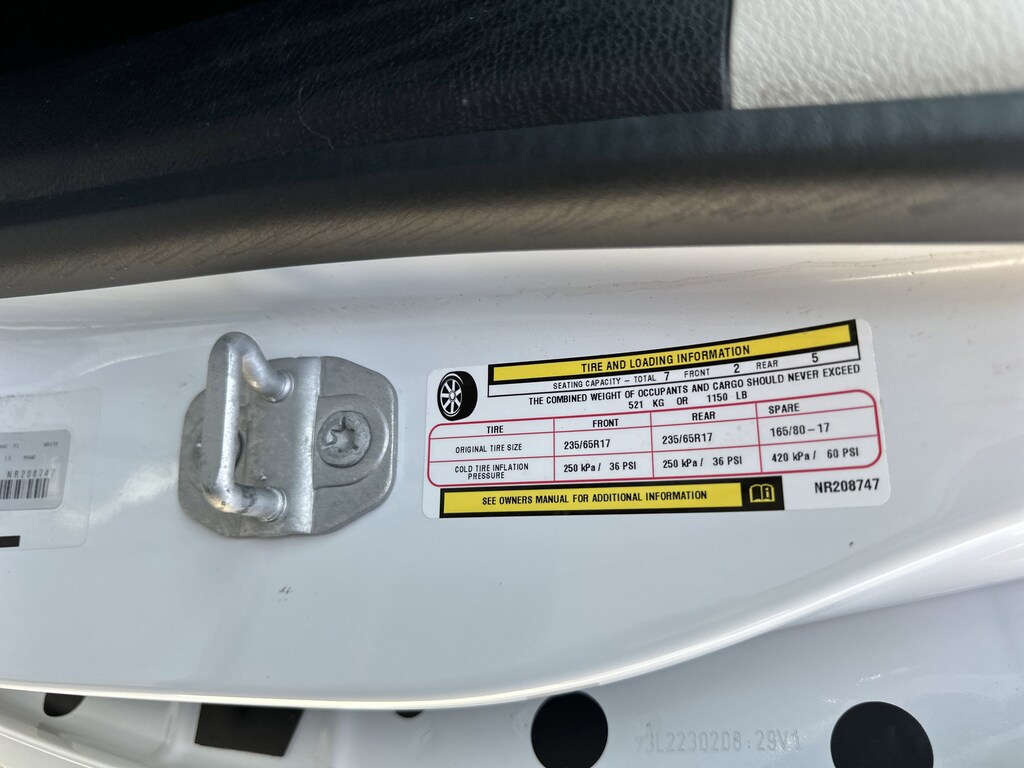 TIRE AND LOADING INFORMATION
SEATING CAPACITY - TOTAL 7 FRONT 2 REAR 5
THE COMBINED WEIGHT OF OCCUPANTS AND CARGO SHOULD NEVER EXCEED
521 KG OR 1150 LB
TIRE FRONT REAR SPARE
ORIGINAL TIRE SIZE 235/65R17 235/65R17 165/80-17
COLD TIRE INFLATION PRESSURE 250 kPa/ 36 PSI 250 kPa/ 36 PSI 420 kPa/ 60 PSI
SEE OWNERS MANUAL FOR ADDITIONAL INFORMATION
NR208747
NR208747